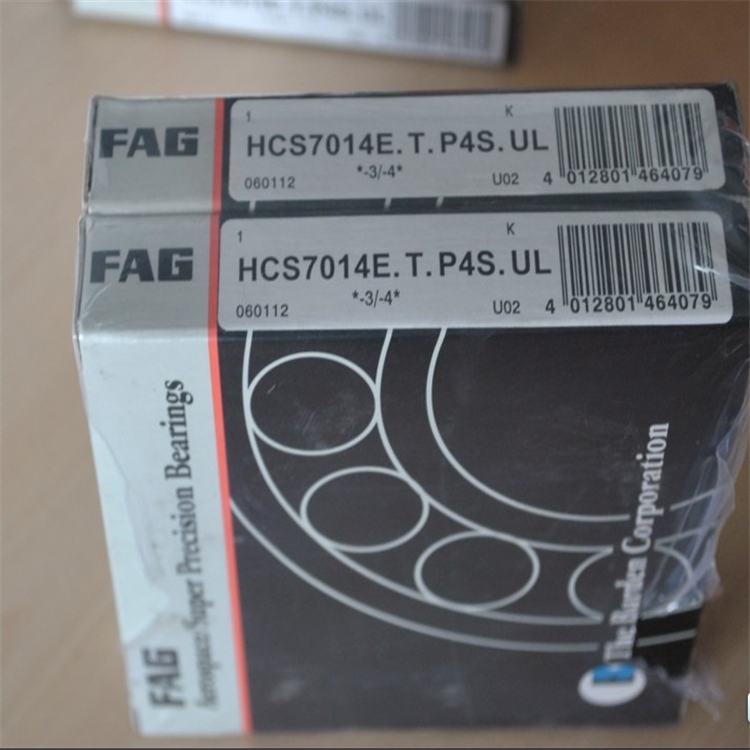 FAG
1
K
HCS7014E.T.P4S.UL
*-3/-4*
060112
U02
4 012801 464079
FAG
1
K
HCS7014E.T.P4S.UL
*-3/-4*
060112
U02
4 012801 464079
FAG
Aerospace/Super Precision Bearings
The Barden Corporation